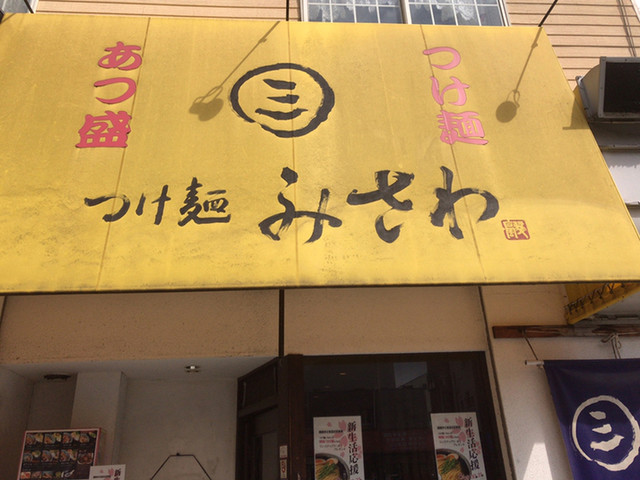 つけ麺
三
あつ盛
つけ麺 みさわ
新生活応援
新生活応援
三